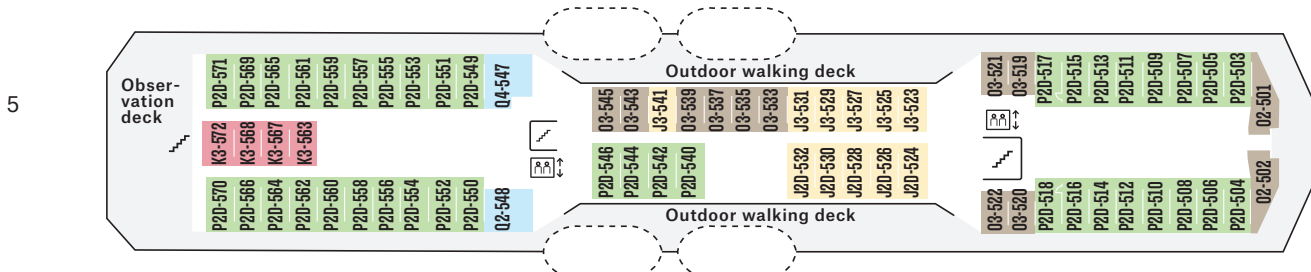 5
Obser-
vation
deck
P2D-571
P2D-569
P2D-565
P2D-561
P2D-559
P2D-557
P2D-555
P2D-553
P2D-551
P2D-549
Q4-547
K3-572
K3-568
K3-567
K3-563
P2D-570
P2D-566
P2D-564
P2D-562
P2D-560
P2D-558
P2D-556
P2D-554
P2D-552
P2D-550
Q2-548
Outdoor walking deck
O3-545
O3-543
J3-541
O3-539
O3-537
O3-535
O3-533
J3-531
J3-529
J3-527
J3-525
J3-523
P2D-546
P2D-544
P2D-542
P2D-540
J2D-532
J2D-530
J2D-528
J2D-526
J2D-524
Outdoor walking deck
O3-521
O3-519
P2D-517
P2D-515
P2D-513
P2D-511
P2D-509
P2D-507
P2D-505
P2D-503
O2-501
O3-522
O3-520
P2D-518
P2D-516
P2D-514
P2D-512
P2D-510
P2D-508
P2D-506
P2D-504
O2-502